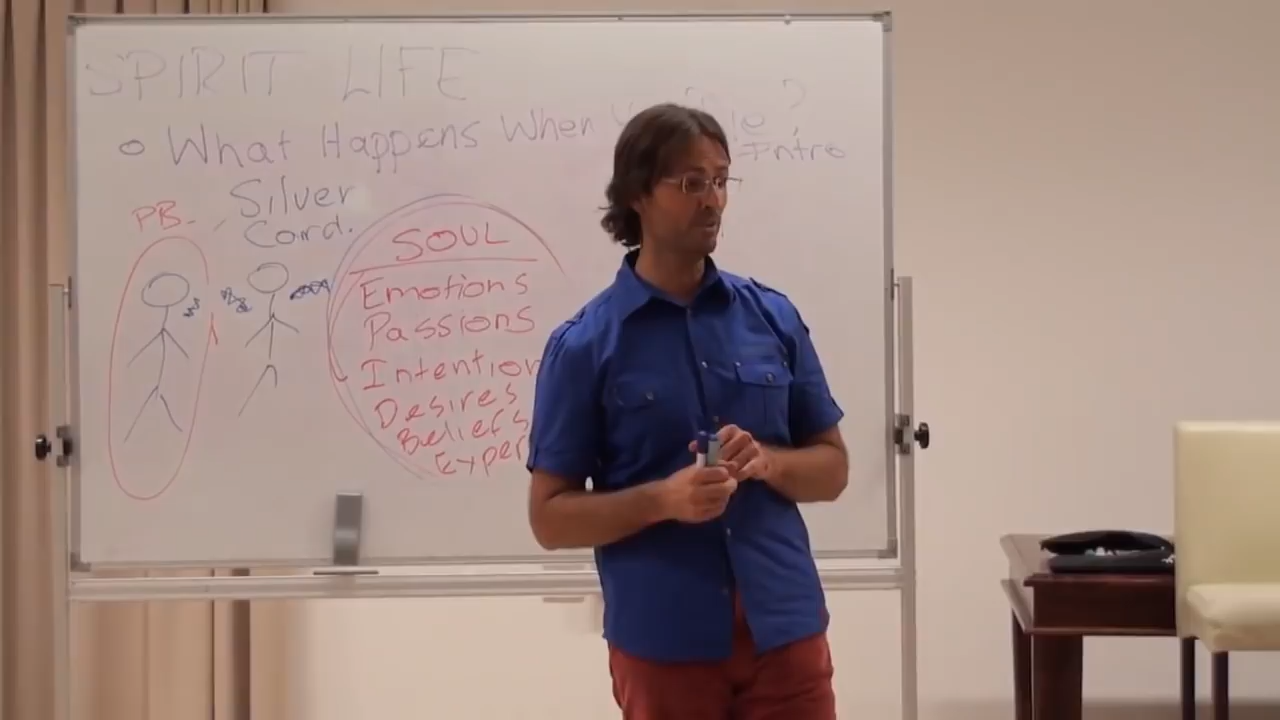 SPIRIT LIFE
What Happens When ?
=Intro
PB
Silver
Cord.
SOUL
Emotions
Passions
Intention
Desires
Beliefs
Exper